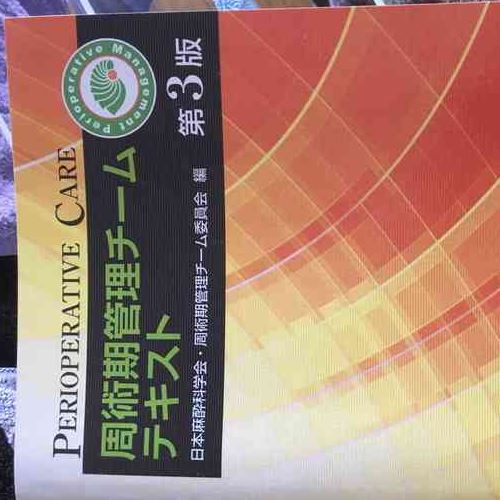 PERIOPERATIVE CARE
周術期管理チーム
テキスト
第3版
日本麻酔科学会・周術期管理チーム委員会 編
Perioperative Management